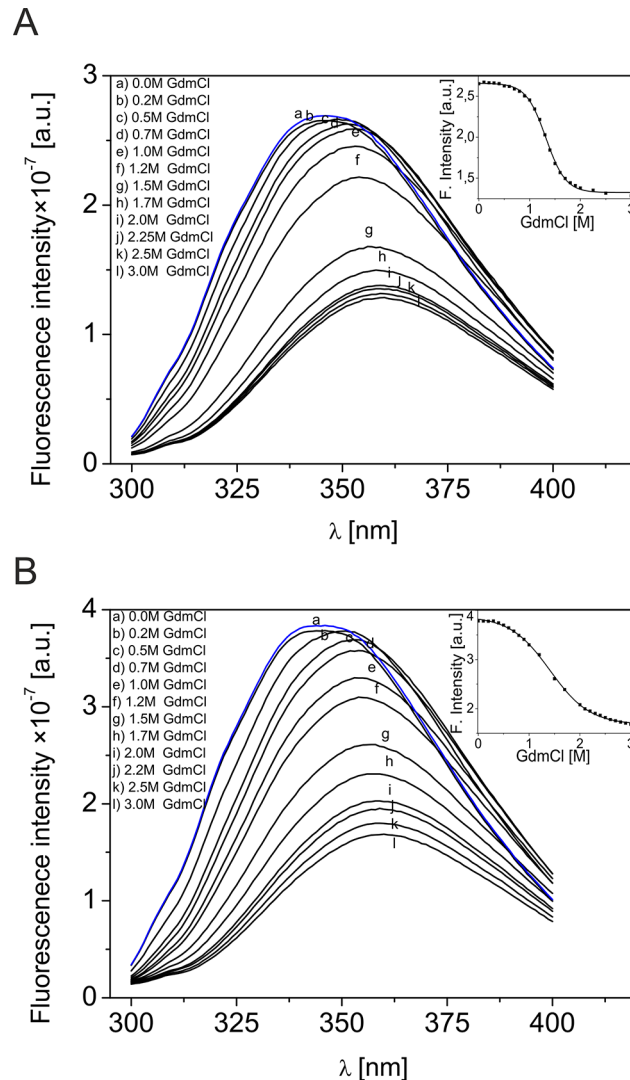 A
3
2
1
0
300 325 350 375 400
λ [nm]
Fluorescenece intensity×10⁻⁷ [a.u.]
a) 0.0M GdmCl
b) 0.2M GdmCl
c) 0.5M GdmCl
d) 0.7M GdmCl
e) 1.0M GdmCl
f) 1.2M GdmCl
g) 1.5M GdmCl
h) 1.7M GdmCl
i) 2.0M GdmCl
j) 2.25M GdmCl
k) 2.5M GdmCl
l) 3.0M GdmCl
a b c d
e
f
g
h
i
j k
l
F. Intensity [a.u.]
2,5
2,0
1,5
0 1 2 3
GdmCl [M]
B
4
3
2
1
0
300 325 350 375 400
λ [nm]
Fluorescenece intensity ×10⁻⁷ [a.u.]
a) 0.0M GdmCl
b) 0.2M GdmCl
c) 0.5M GdmCl
d) 0.7M GdmCl
e) 1.0M GdmCl
f) 1.2M GdmCl
g) 1.5M GdmCl
h) 1.7M GdmCl
i) 2.0M GdmCl
j) 2.2M GdmCl
k) 2.5M GdmCl
l) 3.0M GdmCl
a
b c d
e
f
g
h
i
j
k
l
F. Intensity [a.u.]
4
3
2
0 1 2 3
GdmCl [M]